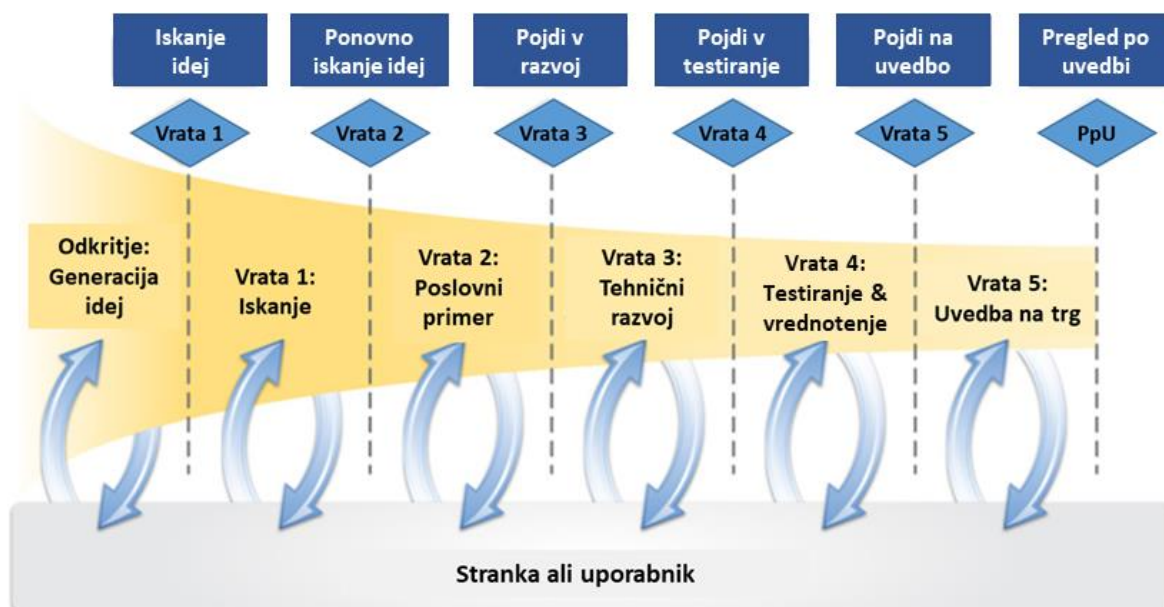 Iskanje
idej
Ponovno
iskanje idej
Pojdi v
razvoj
Pojdi v
testiranje
Pojdi na
uvedbo
Pregled po
uvedbi
Vrata 1
Vrata 2
Vrata 3
Vrata 4
Vrata 5
PpU
Odkritje:
Generacija
idej
Vrata 1:
Iskanje
Vrata 2:
Poslovni
primer
Vrata 3:
Tehnični
razvoj
Vrata 4:
Testiranje &
vrednotenje
Vrata 5:
Uvedba na trg
Stranka ali uporabnik